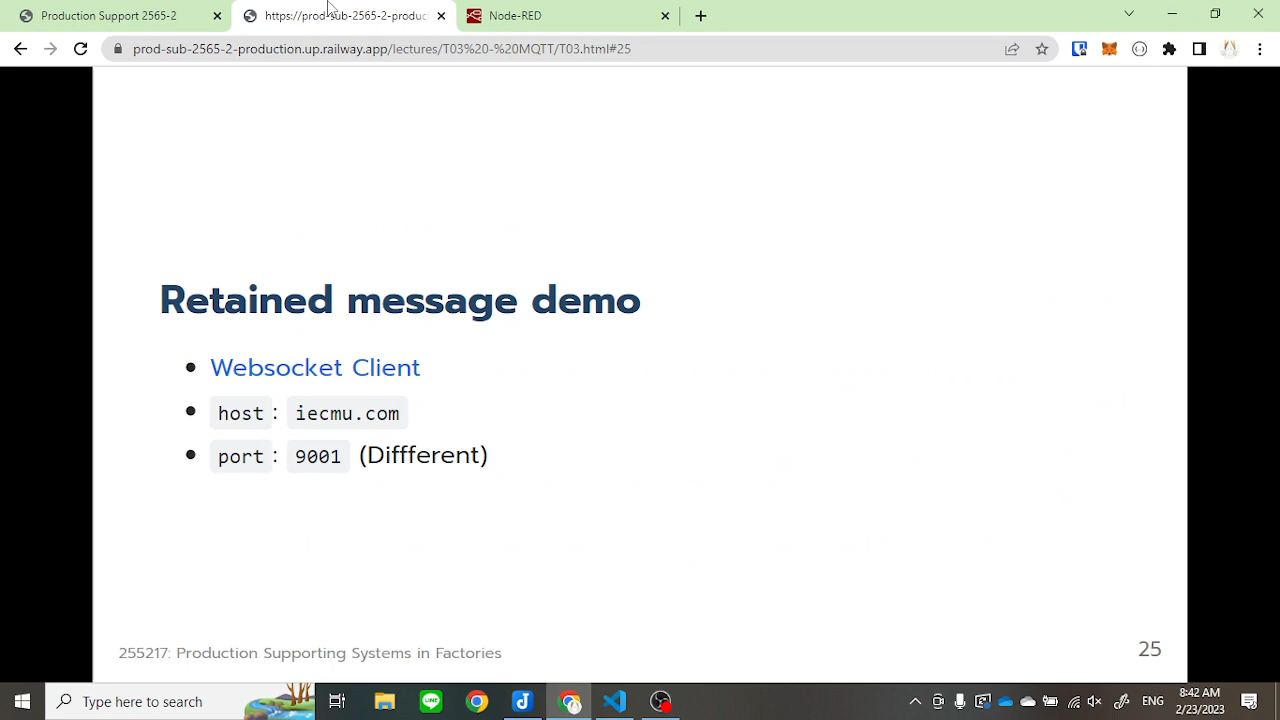 Production Support 2565-2
https://prod-sub-2565-2-produc
Node-RED
prod-sub-2565-2-production.up.railway.app/lectures/T03%20-%20MQTT/T03.html#25
Retained message demo
Websocket Client
host: iecmu.com
port: 9001 (Diffferent)
255217: Production Supporting Systems in Factories
25
Type here to search
ENG
8:42 AM
2/23/2023